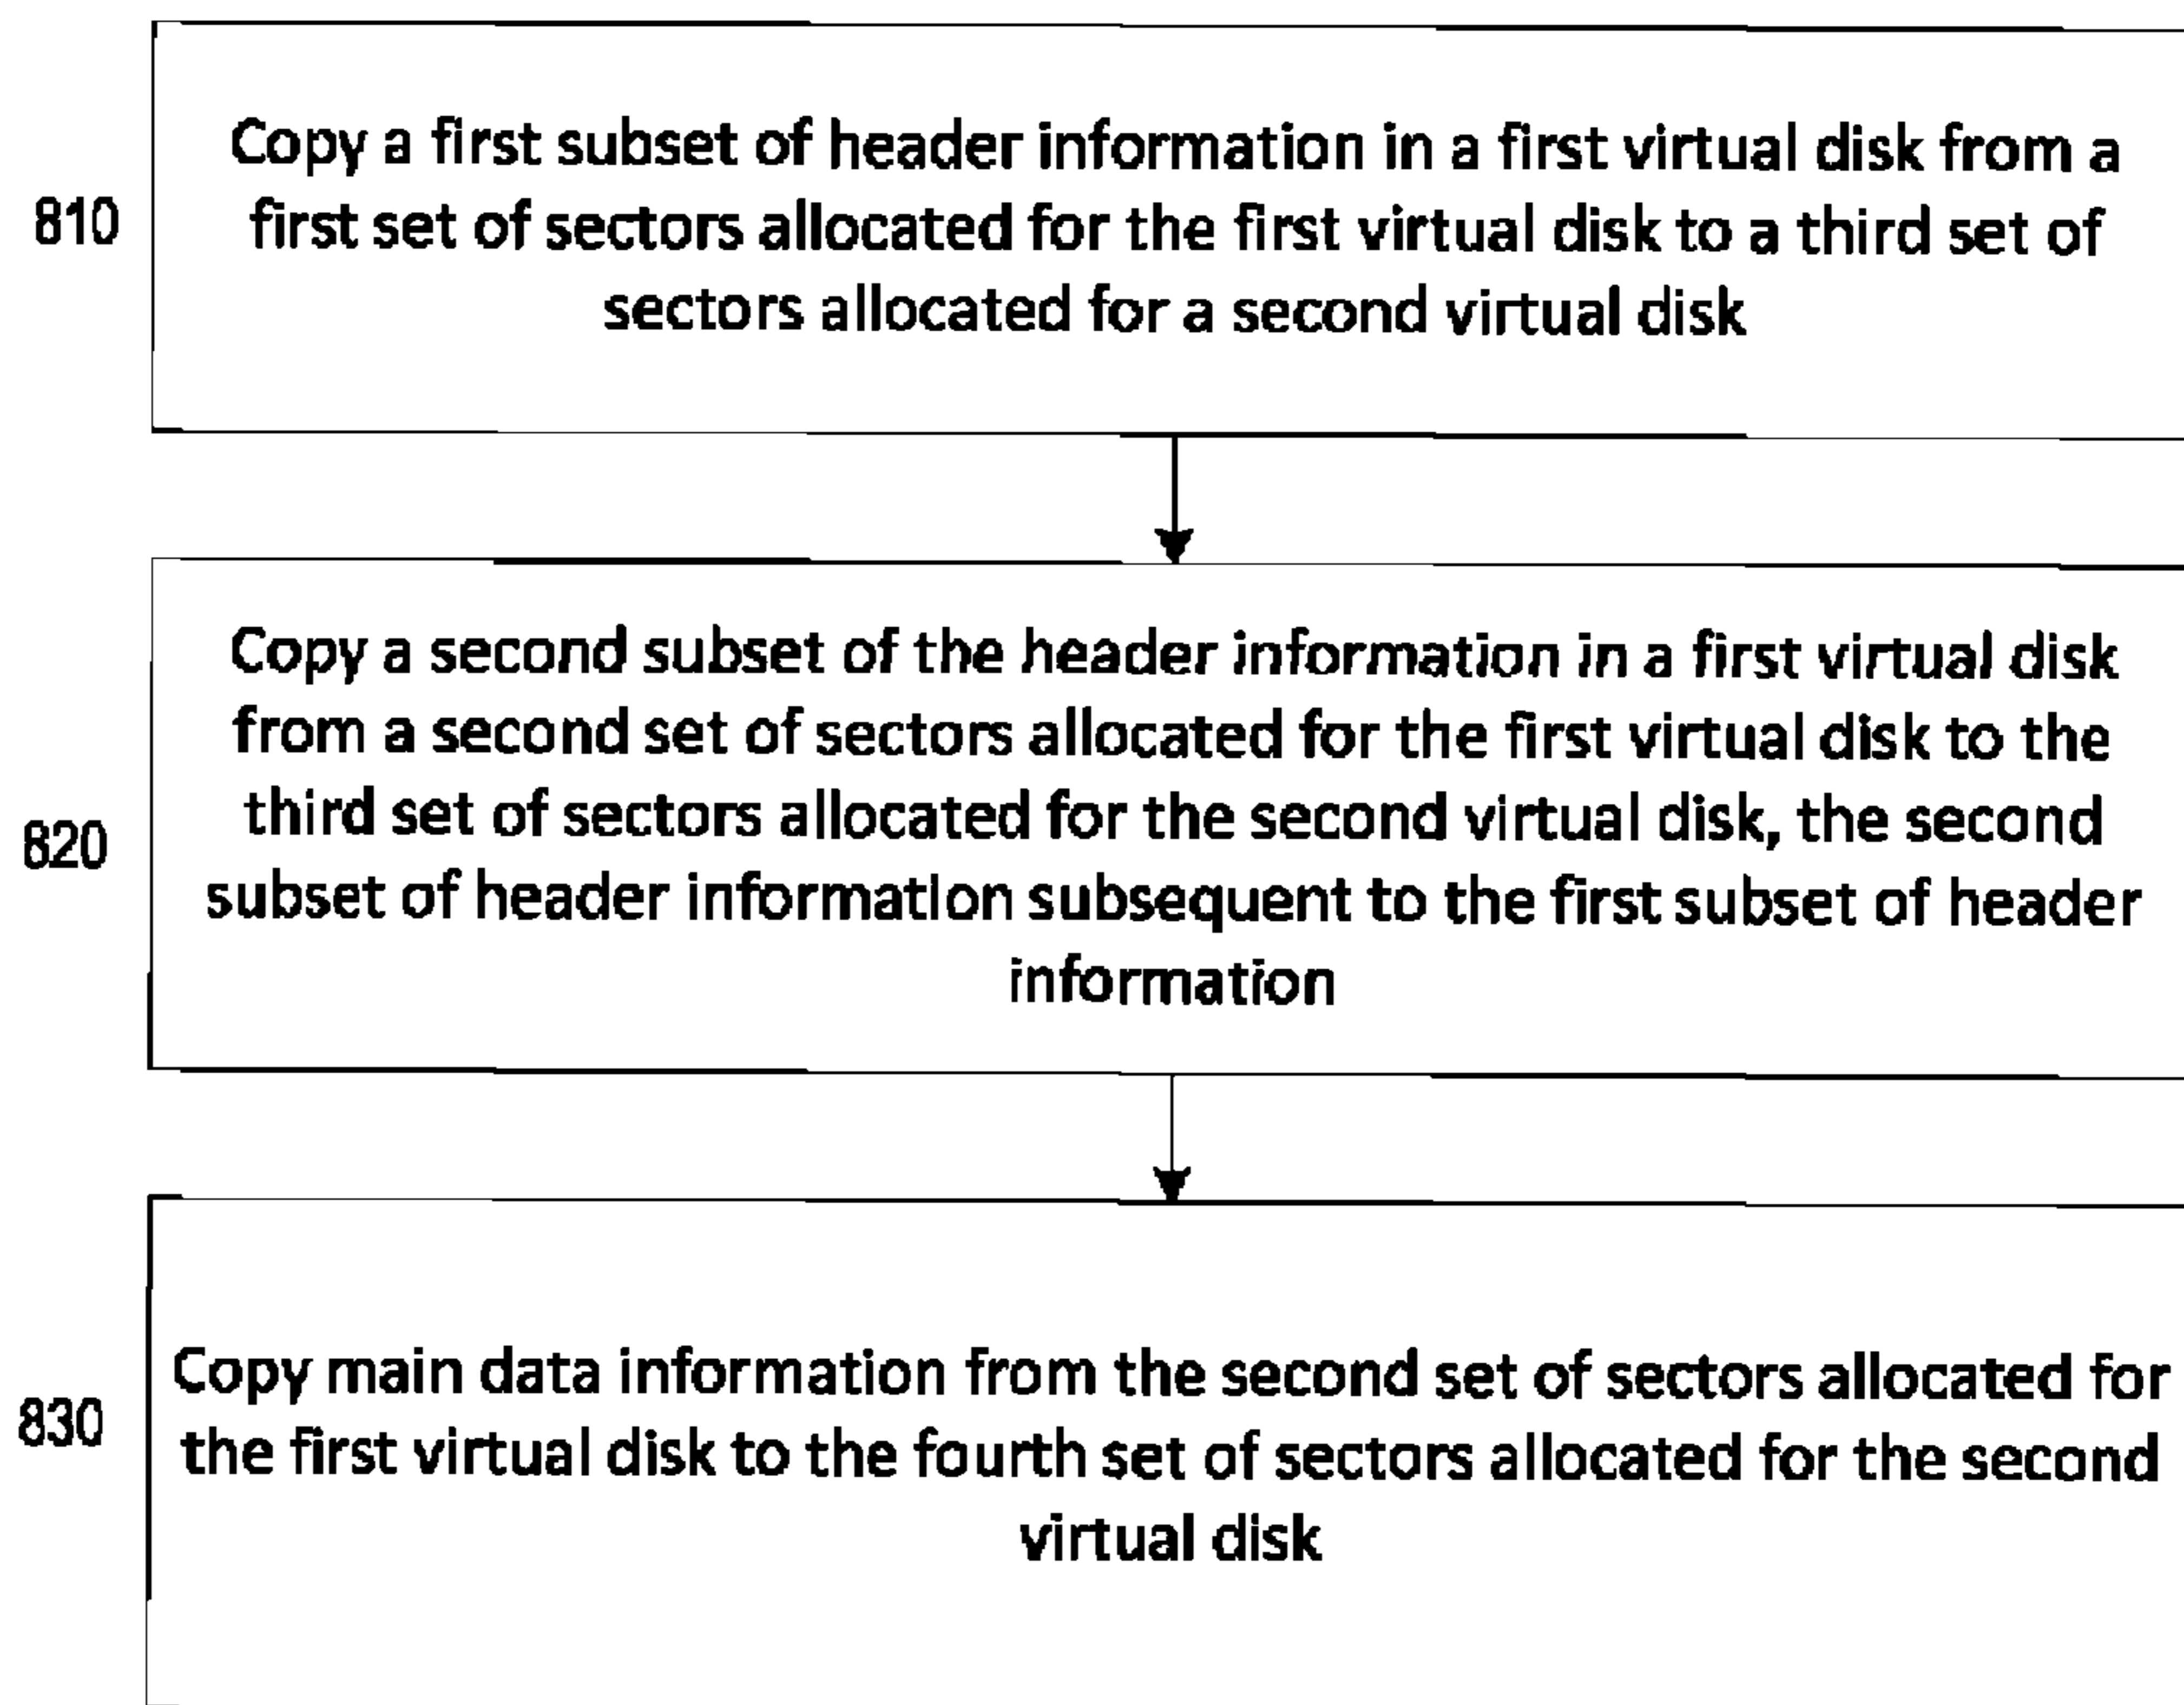 Copy a first subset of header information in a first virtual disk from a
810
first set of sectors allocated for the first virtual disk to a third set of
sectors allocated for a second virtual disk
Copy a second subset of the header information in a first virtual disk
from a second set of sectors allocated for the first virtual disk to the
third set of sectors allocated for the second virtual disk, the second
820
subset of header information subsequent to the first subset of header
information
Copy main data information from the second set of sectors allocated for
830
the first virtual disk to the fourth set of sectors allocated for the second
virtual disk